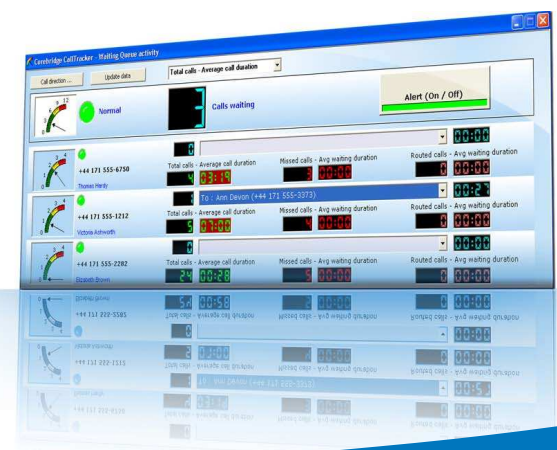 Corebridge CallTracker - Waiting Queue activity
Call direction ...
Update data
Total calls - Average call duration
12
Normal
3
Calls waiting
Alert (On / Off)
0
00:00
+44 171 555-6750
Total calls - Average call duration
Missed calls - Avg waiting duration
Routed calls - Avg waiting duration
4
03:19
3
00:00
0
00:00
Thomas Hardy
1
To : Ann Devon (+44 171 555-3373)
+44 171 555-1212
Total calls - Average call duration
Missed calls - Avg waiting duration
Routed calls - Avg waiting duration
5
4
00:00
0
00:00
Victoria Ashworth
0
00:00
+44 171 555-2282
Total calls - Average call duration
Missed calls - Avg waiting duration
Routed calls - Avg waiting duration
24
00:28
5
00:00
0
00:00
Elizabeth Brown